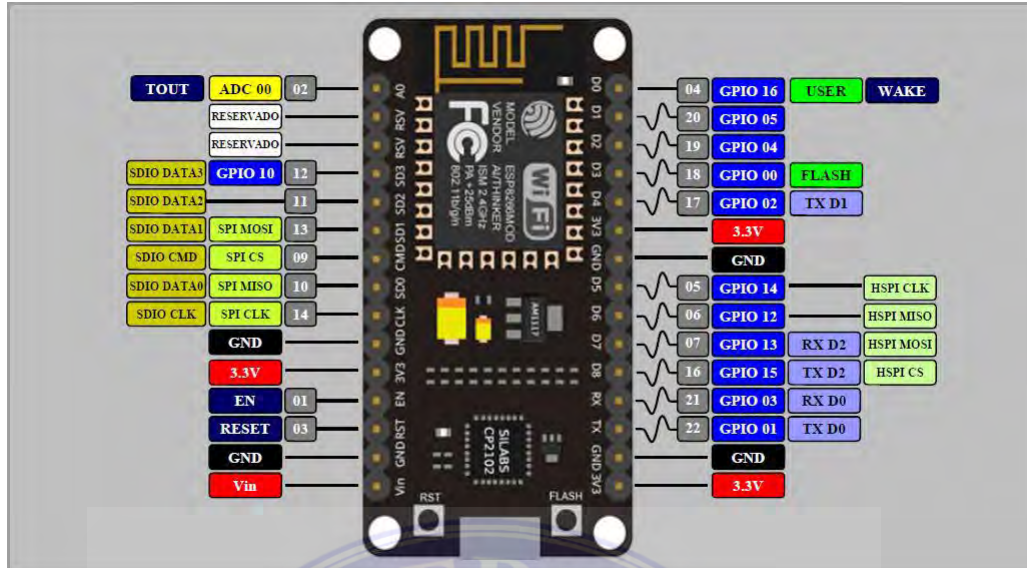 TOUT ADC 00 02 A0 D0 04 GPIO 16 USER WAKE
RESERVADO RSV D1 20 GPIO 05
RESERVADO RSV D2 19 GPIO 04
SDIO DATA3 GPIO 10 12 SD3 D3 18 GPIO 00 FLASH
SDIO DATA2 11 SD2 D4 17 GPIO 02 TX D1
SDIO DATA1 SPI MOSI 13 SD1 3V3 3.3V
SDIO CMD SPI CS 09 CMD GND GND
SDIO DATA0 SPI MISO 10 SD0 D5 05 GPIO 14 HSPI CLK
SDIO CLK SPI CLK 14 CLK D6 06 GPIO 12 HSPI MISO
GND GND D7 07 GPIO 13 RX D2 HSPI MOSI
3.3V 3V3 D8 16 GPIO 15 TX D2 HSPI CS
EN 01 EN RX 21 GPIO 03 RX D0
RESET 03 RST TX 22 GPIO 01 TX D0
GND GND GND GND
Vin Vin 3V3 3.3V
MODEL
VENDOR
FC
ESP8266MOD
AI/THINKER
ISM 2.4GHz
PA +25dBm
802.11b/g/n
Wi Fi
AM1117
SILABS
CP2102
RST
FLASH